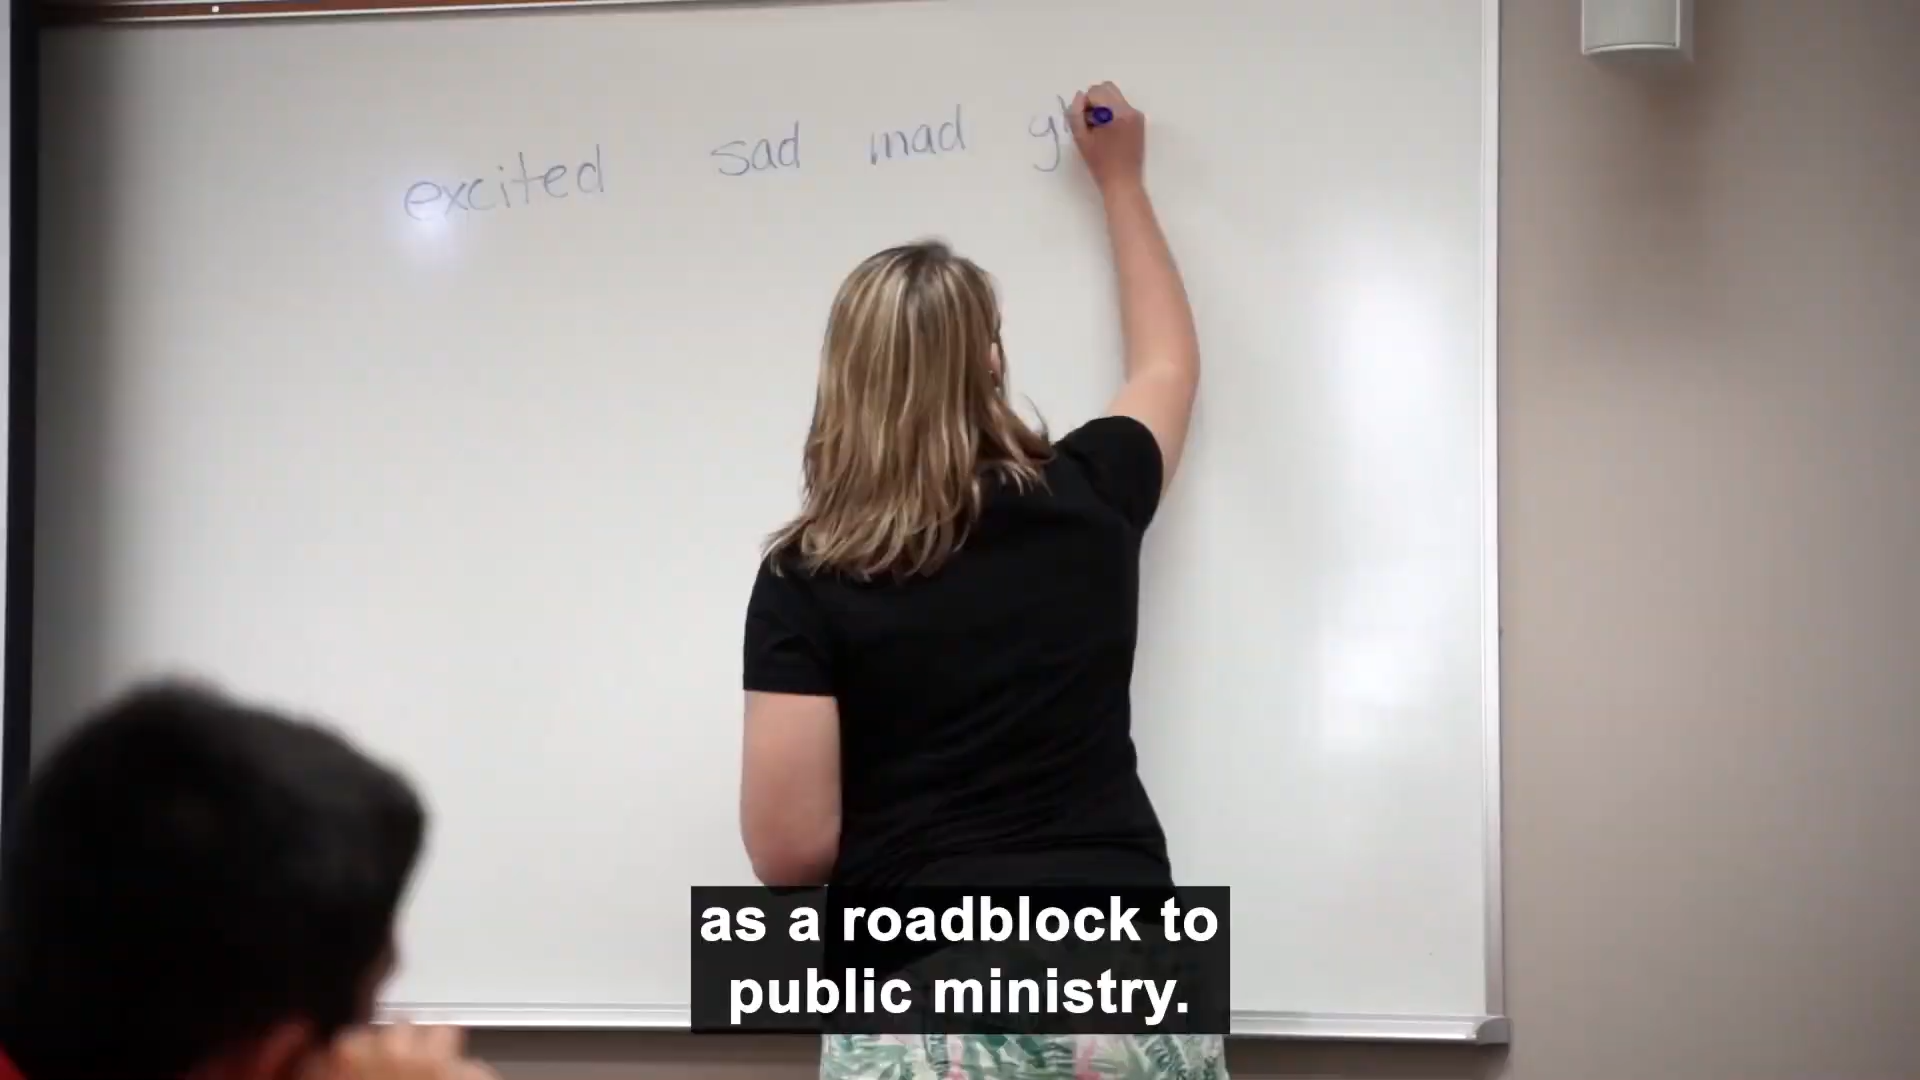 excited sad mad
as a roadblock to
public ministry.